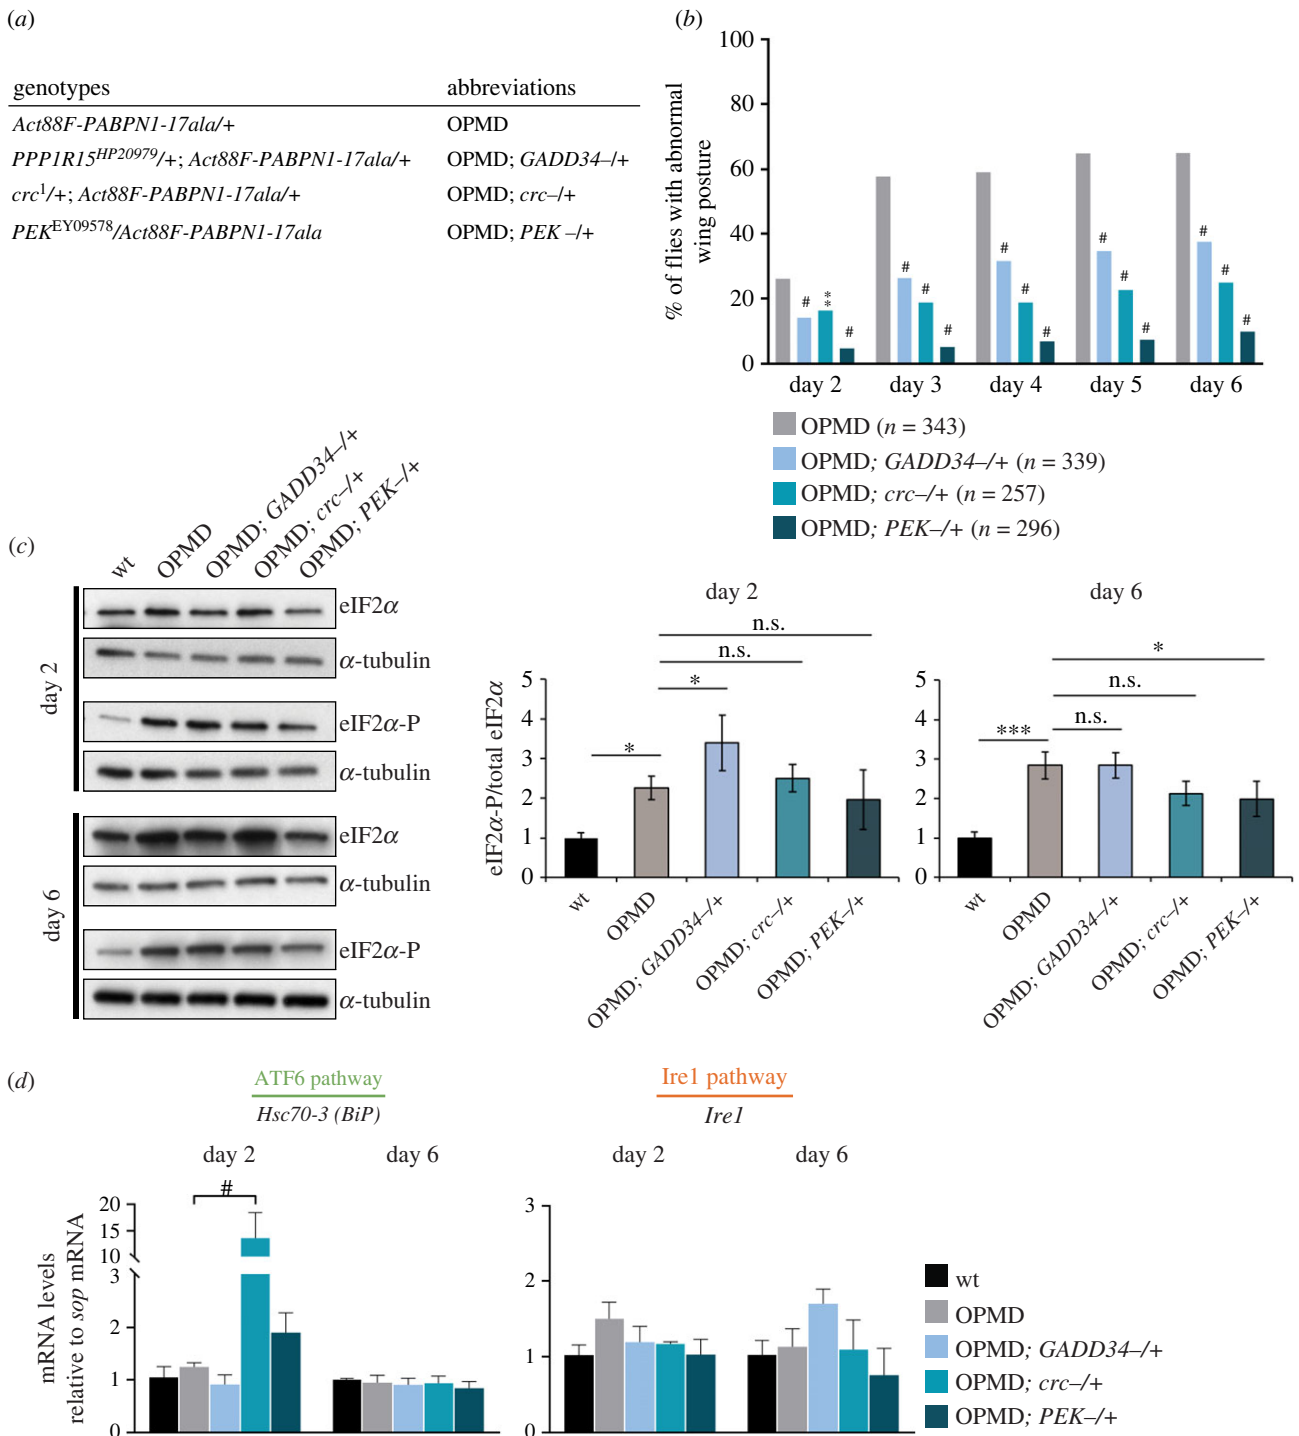 (a)
genotypes abbreviations
Act88F-PABPN1-17ala/+ OPMD
PPP1R15^HP20979/+; Act88F-PABPN1-17ala/+ OPMD; GADD34–/+
crc^1/+; Act88F-PABPN1-17ala/+ OPMD; crc–/+
PEK^EY09578/Act88F-PABPN1-17ala OPMD; PEK –/+
(b)
% of flies with abnormal
wing posture
100
80
60
40
20
0
# ** #
# # #
# # #
# # #
# # #
day 2 day 3 day 4 day 5 day 6
OPMD (n = 343)
OPMD; GADD34–/+ (n = 339)
OPMD; crc–/+ (n = 257)
OPMD; PEK–/+ (n = 296)
(c)
wt OPMD OPMD; GADD34–/+ OPMD; crc–/+ OPMD; PEK–/+
day 2
eIF2α
α-tubulin
eIF2α-P
α-tubulin
day 6
eIF2α
α-tubulin
eIF2α-P
α-tubulin
day 2
eIF2α-P/total eIF2α
n.s.
n.s.
*
*
5
4
3
2
1
0
wt OPMD OPMD; GADD34–/+ OPMD; crc–/+ OPMD; PEK–/+
day 6
*
n.s.
n.s.
***
5
4
3
2
1
0
wt OPMD OPMD; GADD34–/+ OPMD; crc–/+ OPMD; PEK–/+
(d)
ATF6 pathway
Hsc70-3 (BiP)
day 2 day 6
mRNA levels
relative to sop mRNA
#
20
15
10
3
2
1
0
Ire1 pathway
Ire1
day 2 day 6
3
2
1
0
wt
OPMD
OPMD; GADD34–/+
OPMD; crc–/+
OPMD; PEK–/+